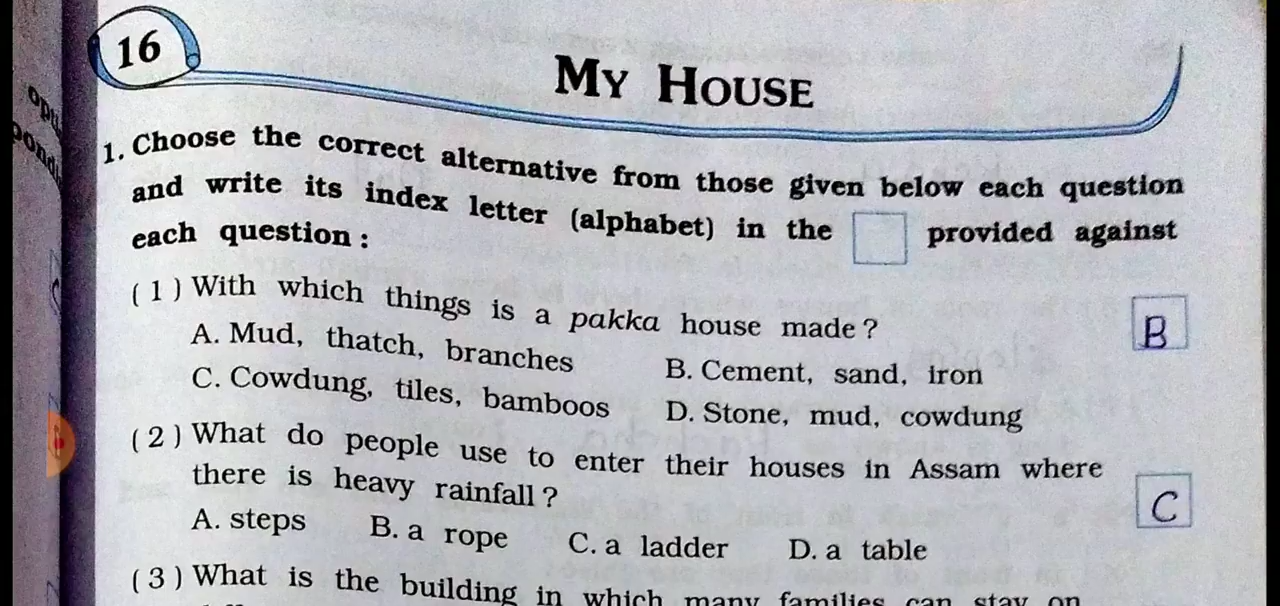 16
MY HOUSE
1. Choose the correct alternative from those given below each question
and write its index letter (alphabet) in the provided against
each question :
( 1 ) With which things is a pakka house made ? B
A. Mud, thatch, branches B. Cement, sand, iron
C. Cowdung, tiles, bamboos D. Stone, mud, cowdung
( 2 ) What do people use to enter their houses in Assam where
there is heavy rainfall ? C
A. steps B. a rope C. a ladder D. a table
( 3 ) What is the building in which many families can stay on